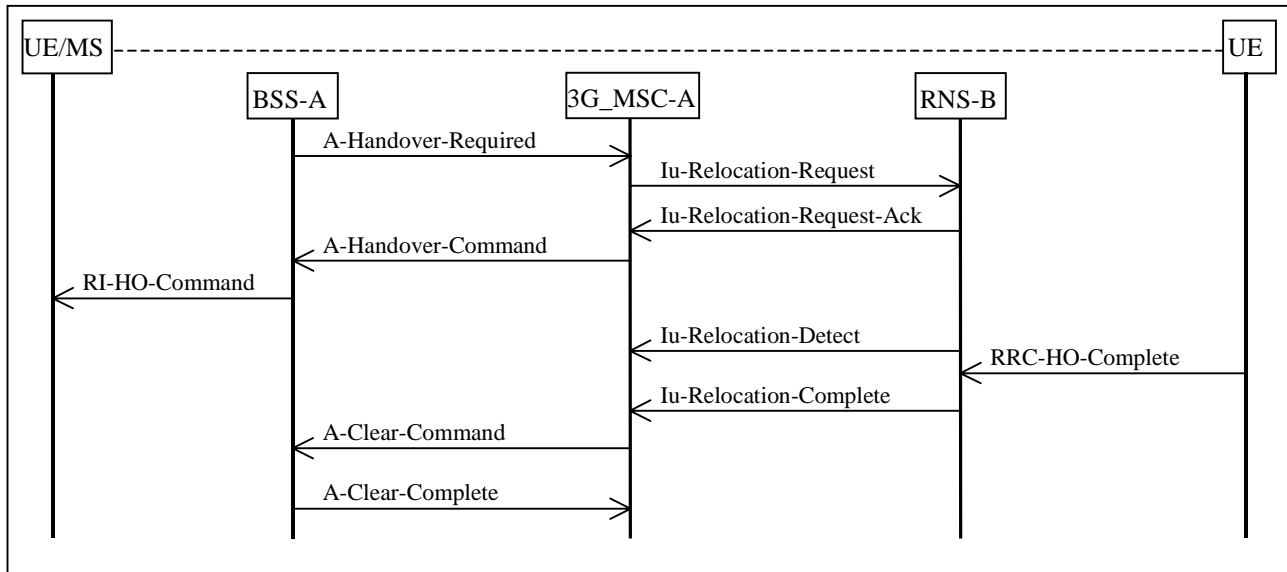 UE/MS
UE
BSS-A
3G_MSC-A
RNS-B
A-Handover-Required
Iu-Relocation-Request
Iu-Relocation-Request-Ack
A-Handover-Command
RI-HO-Command
Iu-Relocation-Detect
RRC-HO-Complete
Iu-Relocation-Complete
A-Clear-Command
A-Clear-Complete